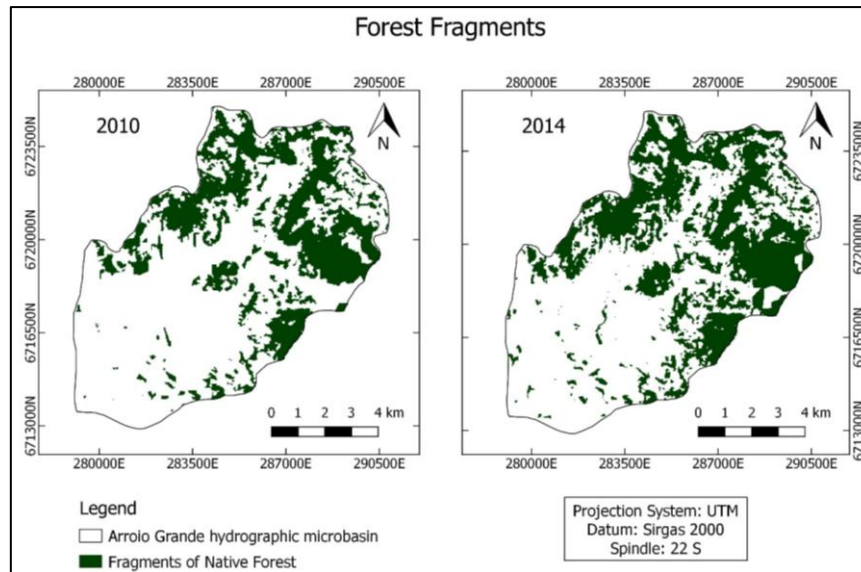 Forest Fragments
280000E 283500E 287000E 290500E
280000E 283500E 287000E 290500E
2010
N
2014
N
6723500N
6720000N
6716500N
6713000N
6723500N
6720000N
6716500N
6713000N
0 1 2 3 4 km
0 1 2 3 4 km
280000E 283500E 287000E 290500E
280000E 283500E 287000E 290500E
Legend
Arroio Grande hydrographic microbasin
Fragments of Native Forest
Projection System: UTM
Datum: Sirgas 2000
Spindle: 22 S